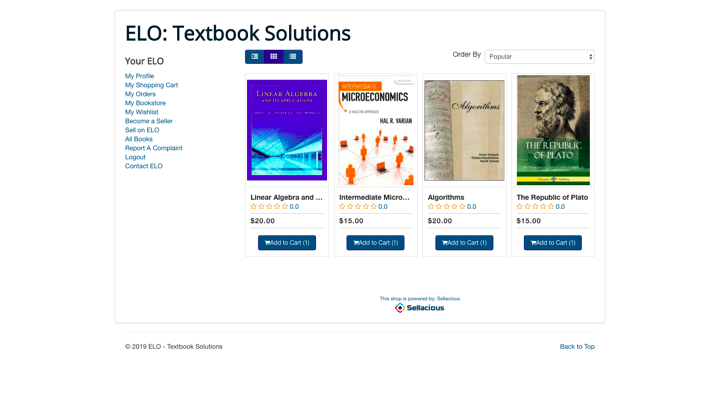 ELO: Textbook Solutions
Your ELO
My Profile
My Shopping Cart
My Orders
My Bookstore
My Wishlist
Become a Seller
Sell on ELO
All Books
Report A Complaint
Logout
Contact ELO
Order By
Popular
LINEAR ALGEBRA
AND ITS APPLICATIONS
Linear Algebra and ...
0.0
$20.00
Add to Cart (1)
INTERMEDIATE
MICROECONOMICS
A MODERN APPROACH
HAL R. VARIAN
Intermediate Micro...
0.0
$15.00
Add to Cart (1)
Algorithms
Algorithms
0.0
$20.00
Add to Cart (1)
THE REPUBLIC
OF PLATO
The Republic of Plato
0.0
$15.00
Add to Cart (1)
This shop is powered by: Sellacious
Sellacious
© 2019 ELO - Textbook Solutions
Back to Top